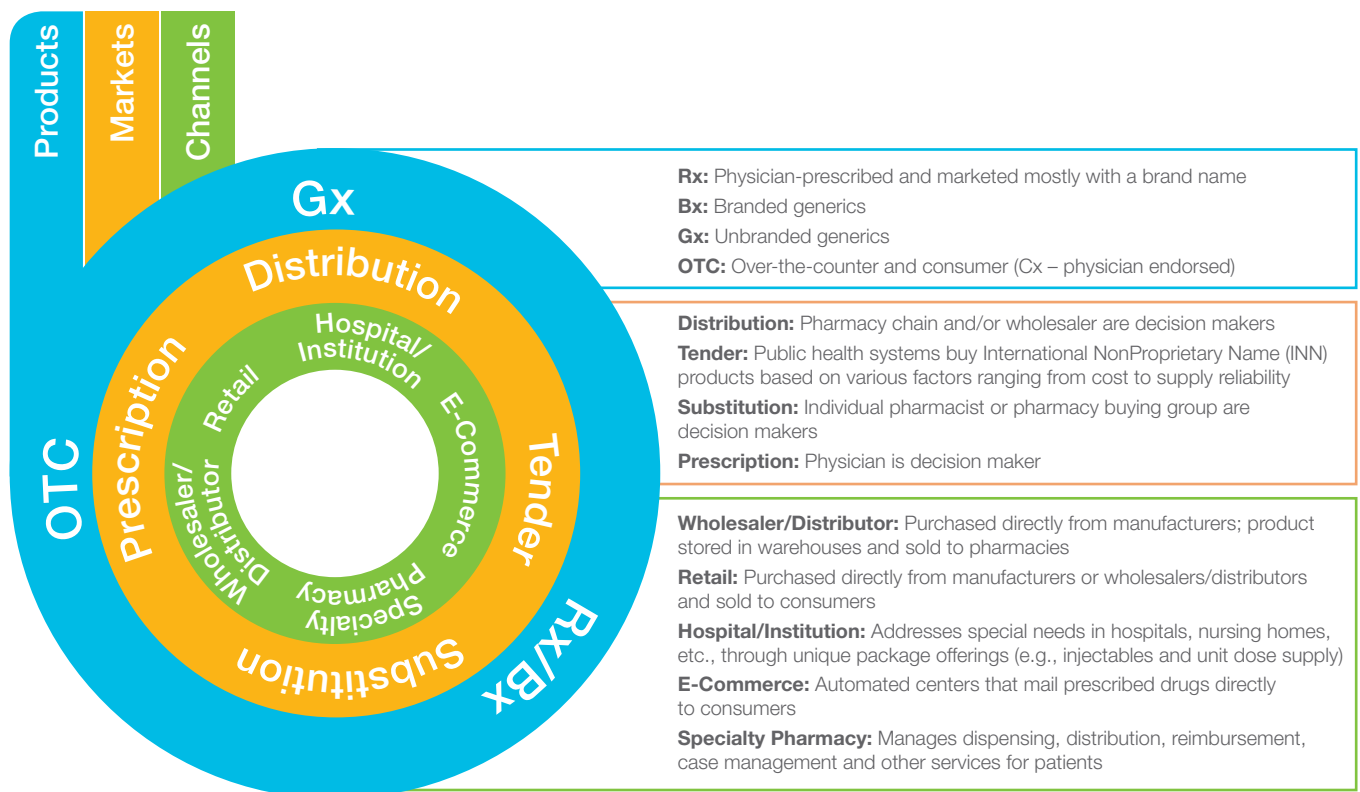 Products
Markets
Channels
Gx
Rx/Bx
OTC
Distribution
Tender
Substitution
Prescription
Hospital/
Institution
E-Commerce
Specialty
Pharmacy
Wholesaler/
Distributor
Retail
Rx: Physician-prescribed and marketed mostly with a brand name
Bx: Branded generics
Gx: Unbranded generics
OTC: Over-the-counter and consumer (Cx – physician endorsed)
Distribution: Pharmacy chain and/or wholesaler are decision makers
Tender: Public health systems buy International NonProprietary Name (INN)
products based on various factors ranging from cost to supply reliability
Substitution: Individual pharmacist or pharmacy buying group are
decision makers
Prescription: Physician is decision maker
Wholesaler/Distributor: Purchased directly from manufacturers; product
stored in warehouses and sold to pharmacies
Retail: Purchased directly from manufacturers or wholesalers/distributors
and sold to consumers
Hospital/Institution: Addresses special needs in hospitals, nursing homes,
etc., through unique package offerings (e.g., injectables and unit dose supply)
E-Commerce: Automated centers that mail prescribed drugs directly
to consumers
Specialty Pharmacy: Manages dispensing, distribution, reimbursement,
case management and other services for patients